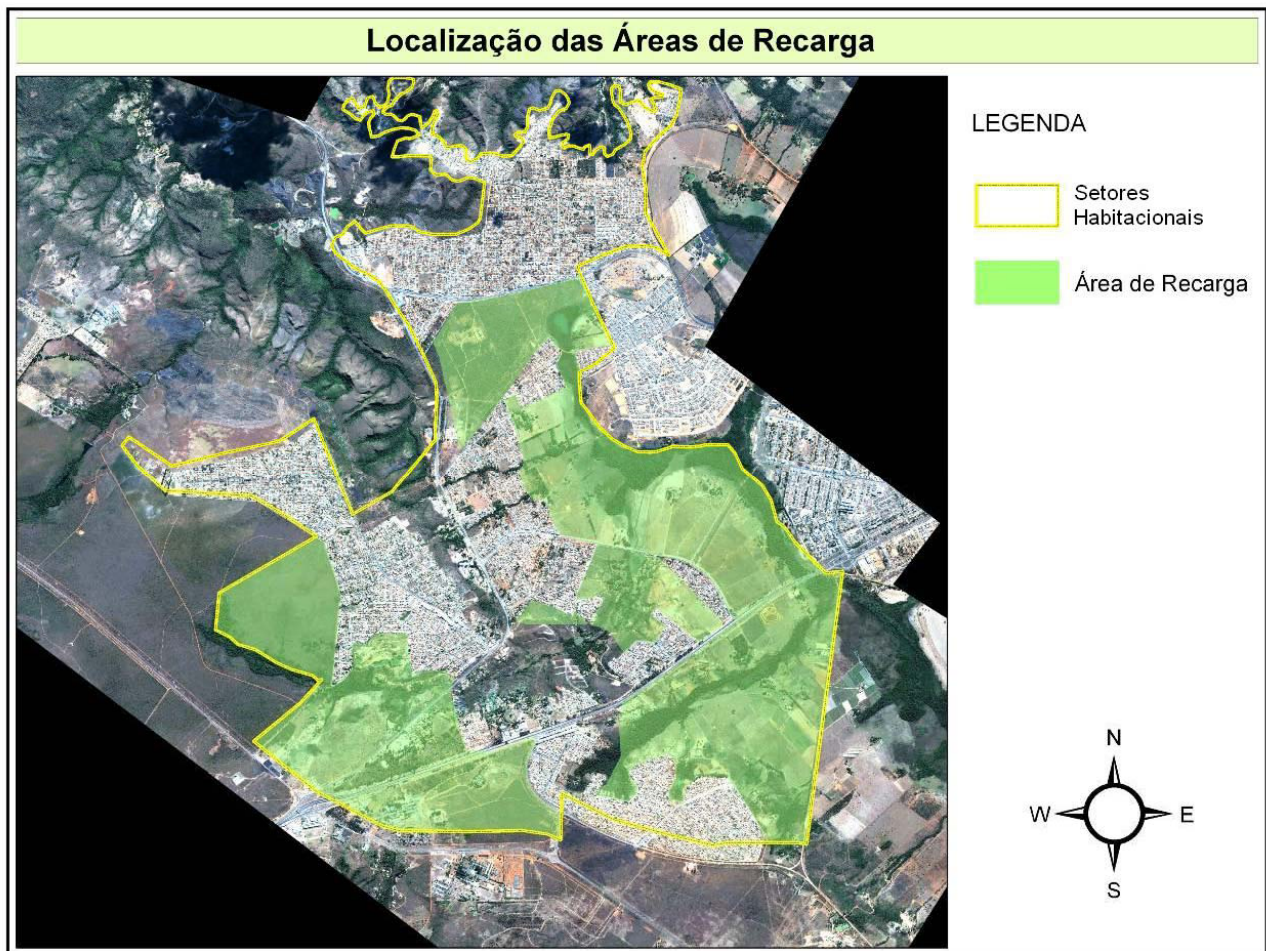 Localização das Áreas de Recarga
LEGENDA
Setores
Habitacionais
Área de Recarga
N
W
E
S